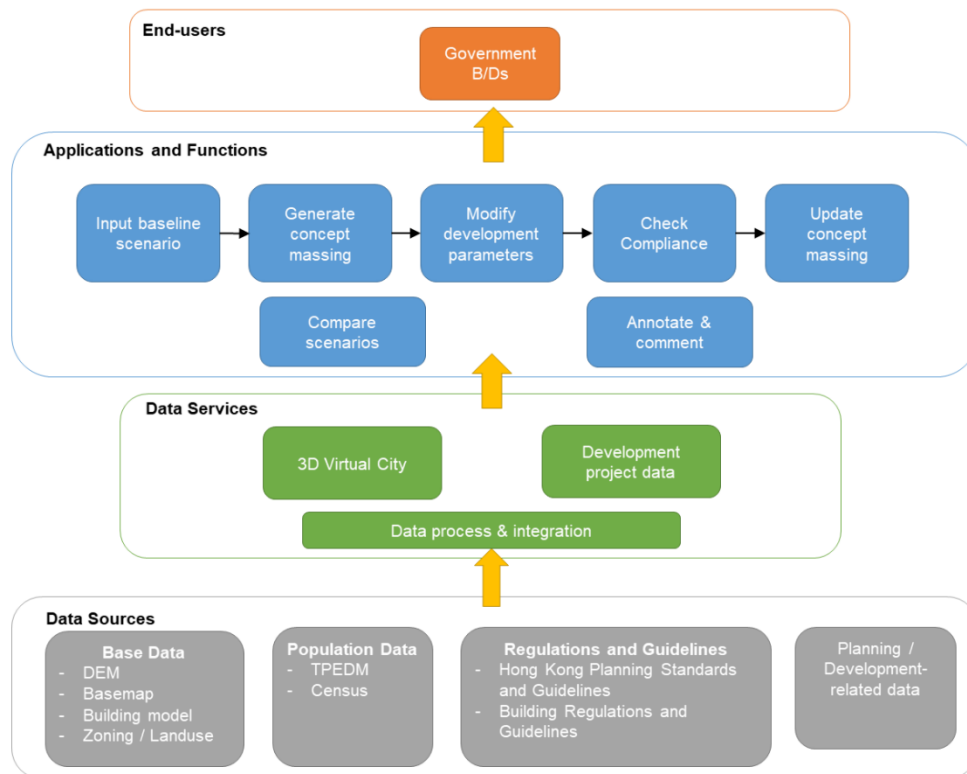 End-users
Government
B/Ds
Applications and Functions
Input baseline
scenario
Generate
concept
massing
Modify
development
parameters
Check
Compliance
Update
concept
massing
Compare
scenarios
Annotate &
comment
Data Services
3D Virtual City
Development
project data
Data process & integration
Data Sources
Base Data
- DEM
- Basemap
- Building model
- Zoning / Landuse
Population Data
- TPEDM
- Census
Regulations and Guidelines
- Hong Kong Planning Standards
and Guidelines
- Building Regulations and
Guidelines
Planning /
Development-
related data